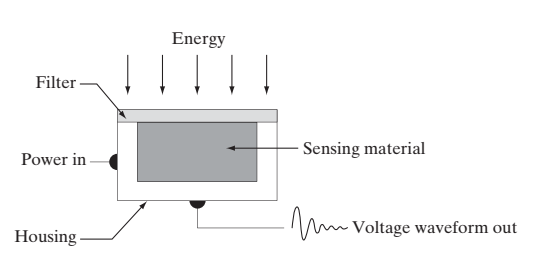 Energy
Filter
Sensing material
Power in
Voltage waveform out
Housing